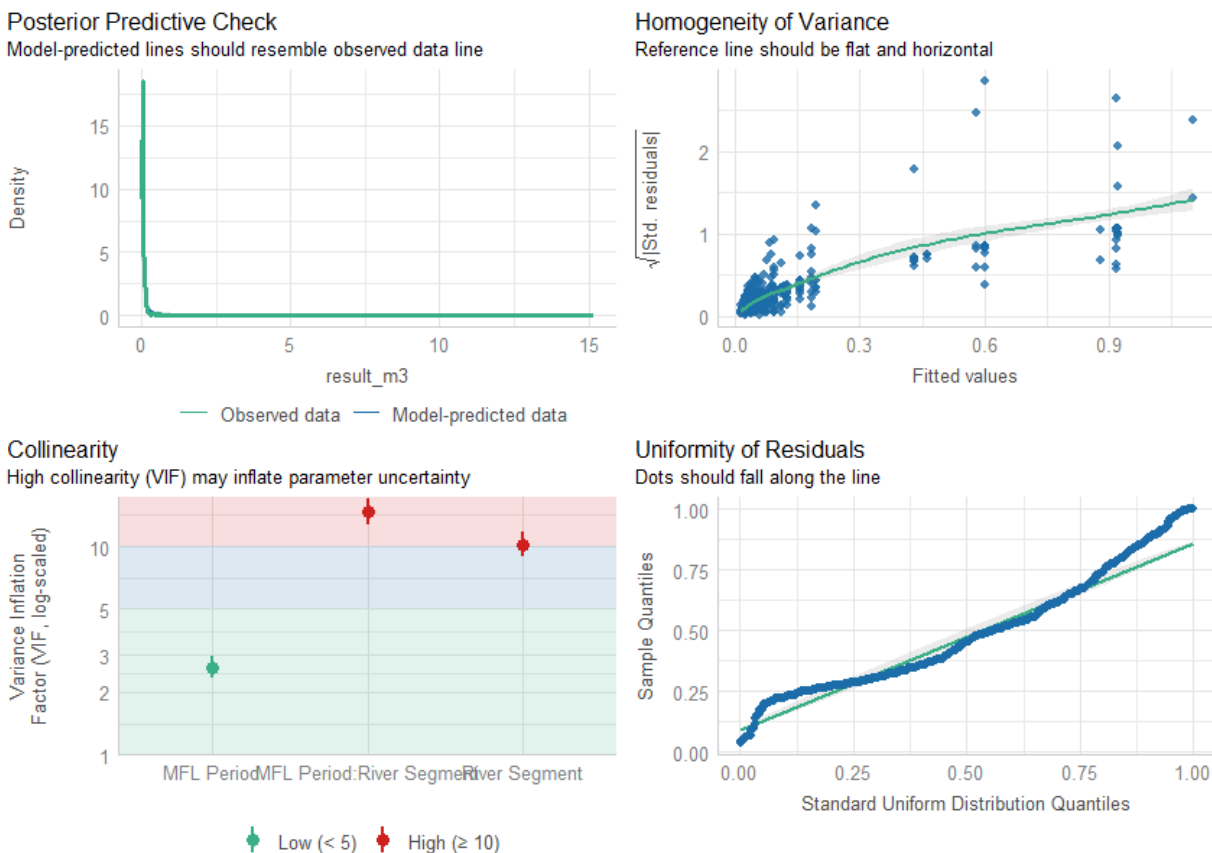 Posterior Predictive Check
Model-predicted lines should resemble observed data line
Density
15
10
5
0
0
5
10
15
result_m3
Observed data
Model-predicted data
Homogeneity of Variance
Reference line should be flat and horizontal
√|Std. residuals|
2
1
0
0.0
0.3
0.6
0.9
Fitted values
Collinearity
High collinearity (VIF) may inflate parameter uncertainty
Variance Inflation
Factor (VIF, log-scaled)
10
5
3
2
1
MFL Period
MFL Period:River Segment
River Segment
Low (< 5)
High (≥ 10)
Uniformity of Residuals
Dots should fall along the line
Sample Quantiles
1.00
0.75
0.50
0.25
0.00
0.00
0.25
0.50
0.75
1.00
Standard Uniform Distribution Quantiles